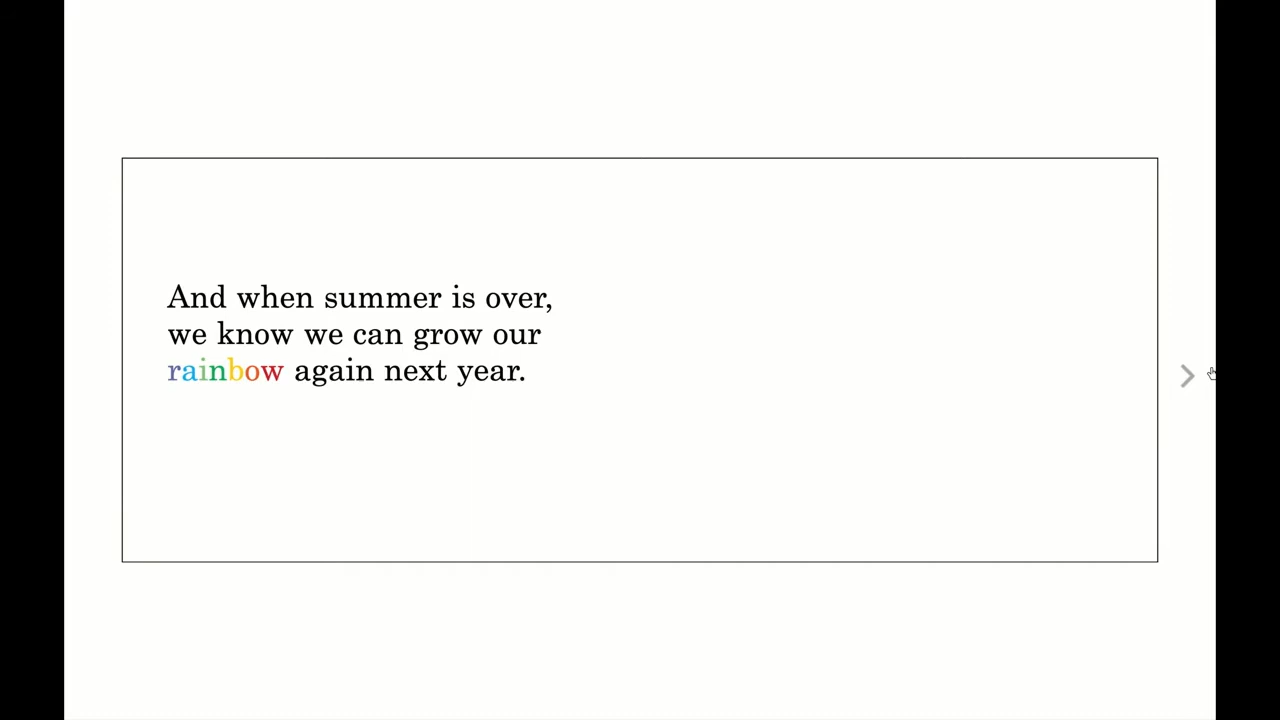 And when summer is over,
we know we can grow our
rainbow again next year.